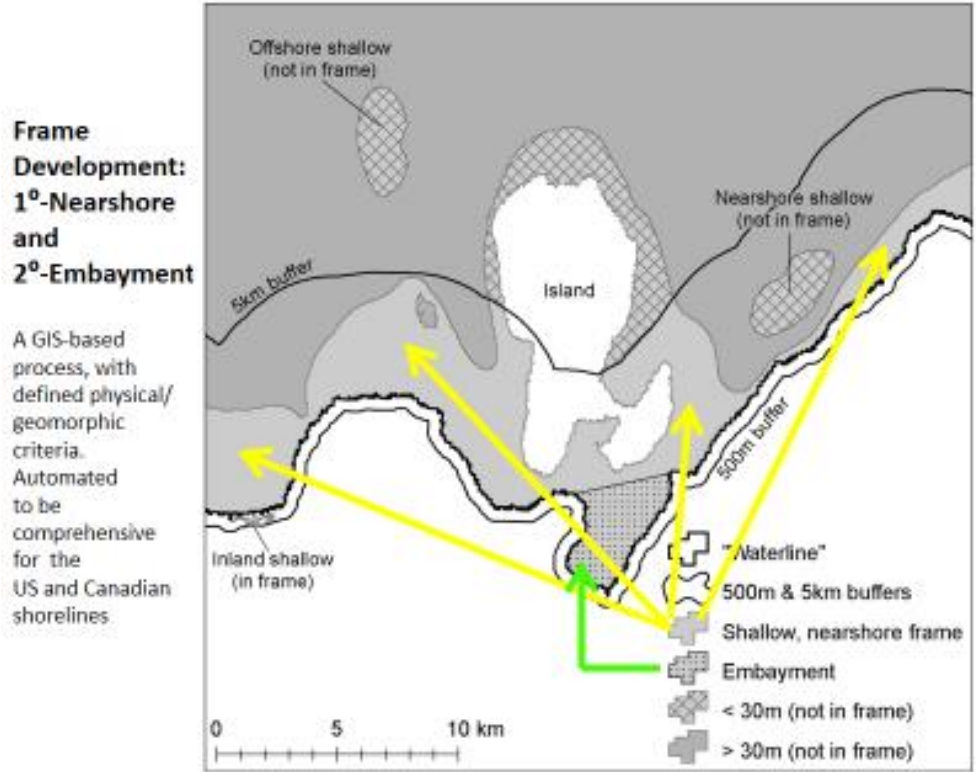 Frame
Development:
1⁰-Nearshore
and
2⁰-Embayment
A GIS-based
process, with
defined physical/
geomorphic
criteria.
Automated
to be
comprehensive
for the
US and Canadian
shorelines
Offshore shallow
(not in frame)
Nearshore shallow
(not in frame)
5km buffer
Island
500m buffer
Inland shallow
(in frame)
"Waterline"
500m & 5km buffers
Shallow, nearshore frame
Embayment
< 30m (not in frame)
> 30m (not in frame)
0 5 10 km